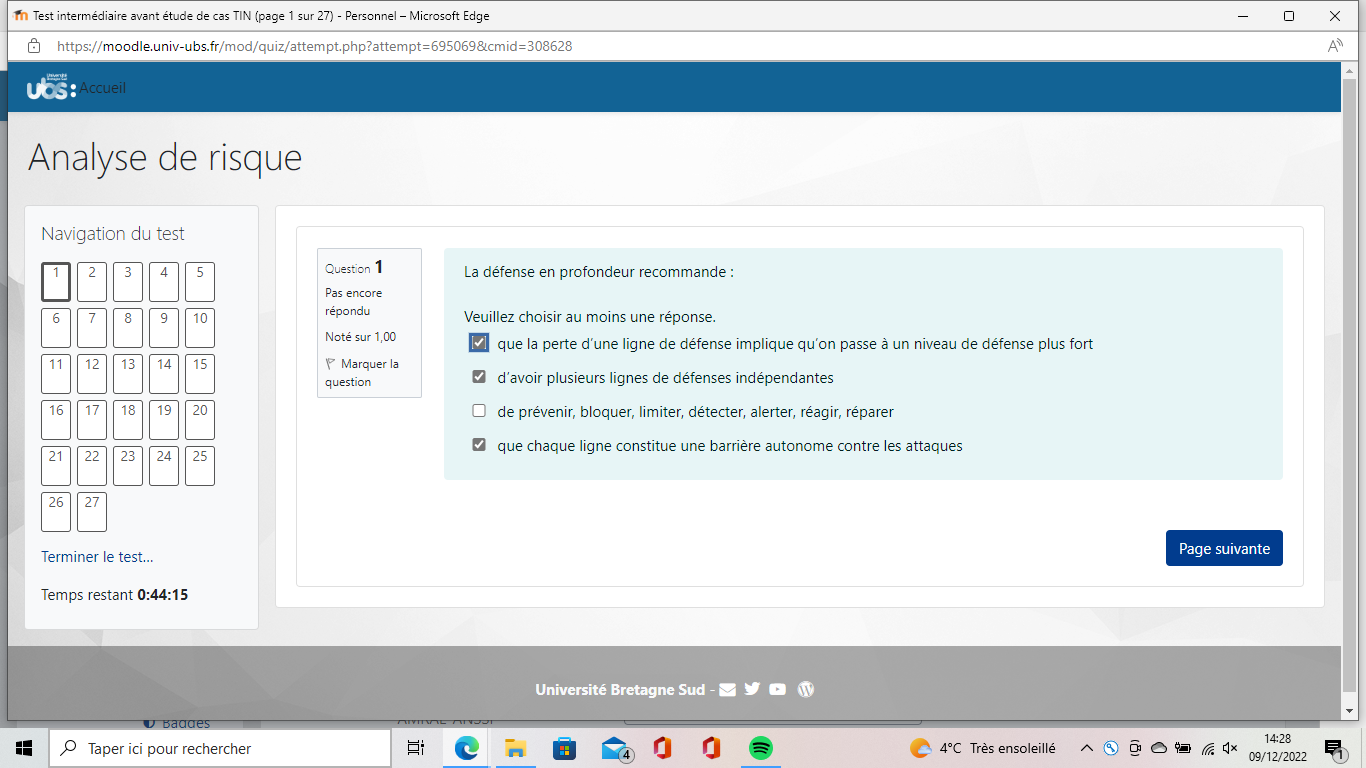 Test intermédiaire avant étude de cas TIN (page 1 sur 27) - Personnel – Microsoft Edge
https://moodle.univ-ubs.fr/mod/quiz/attempt.php?attempt=695069&cmid=308628
Université
Bretagne Sud
ubs: Accueil
Analyse de risque
Navigation du test
1 2 3 4 5
6 7 8 9 10
11 12 13 14 15
16 17 18 19 20
21 22 23 24 25
26 27
Terminer le test...
Temps restant 0:44:15
Question 1
Pas encore
répondu
Noté sur 1,00
Marquer la
question
La défense en profondeur recommande :
Veuillez choisir au moins une réponse.
que la perte d’une ligne de défense implique qu’on passe à un niveau de défense plus fort
d’avoir plusieurs lignes de défenses indépendantes
de prévenir, bloquer, limiter, détecter, alerter, réagir, réparer
que chaque ligne constitue une barrière autonome contre les attaques
Page suivante
Université Bretagne Sud -
Badges
Taper ici pour rechercher
4
4°C Très ensoleillé
14:28
09/12/2022
1